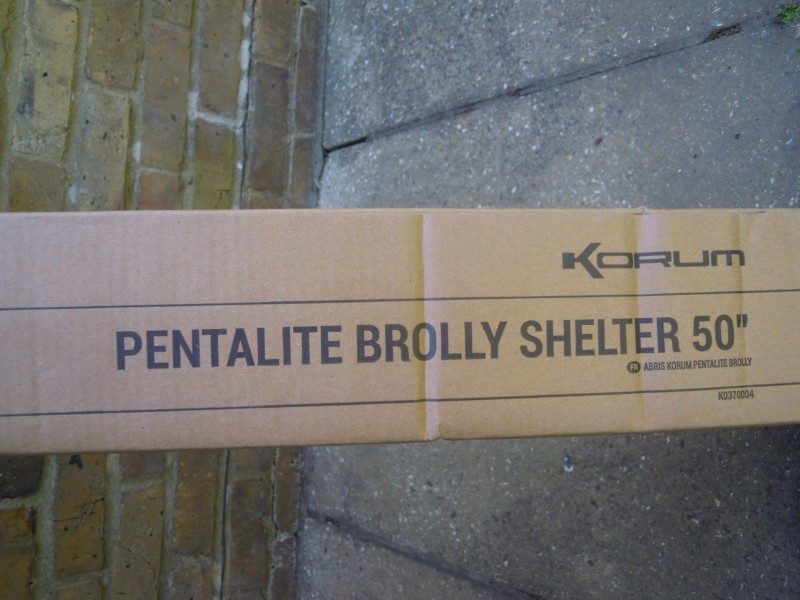 KORUM
PENTALITE BROLLY SHELTER 50"
FR ABRIS KORUM PENTALITE BROLLY
K0370004